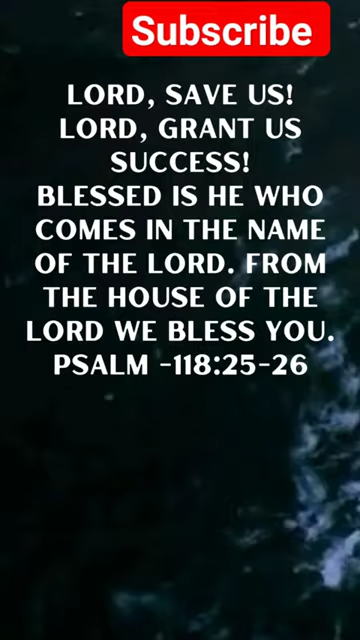 Subscribe
LORD, SAVE US!
LORD, GRANT US
SUCCESS!
BLESSED IS HE WHO
COMES IN THE NAME
OF THE LORD. FROM
THE HOUSE OF THE
LORD WE BLESS YOU.
PSALM -118:25-26